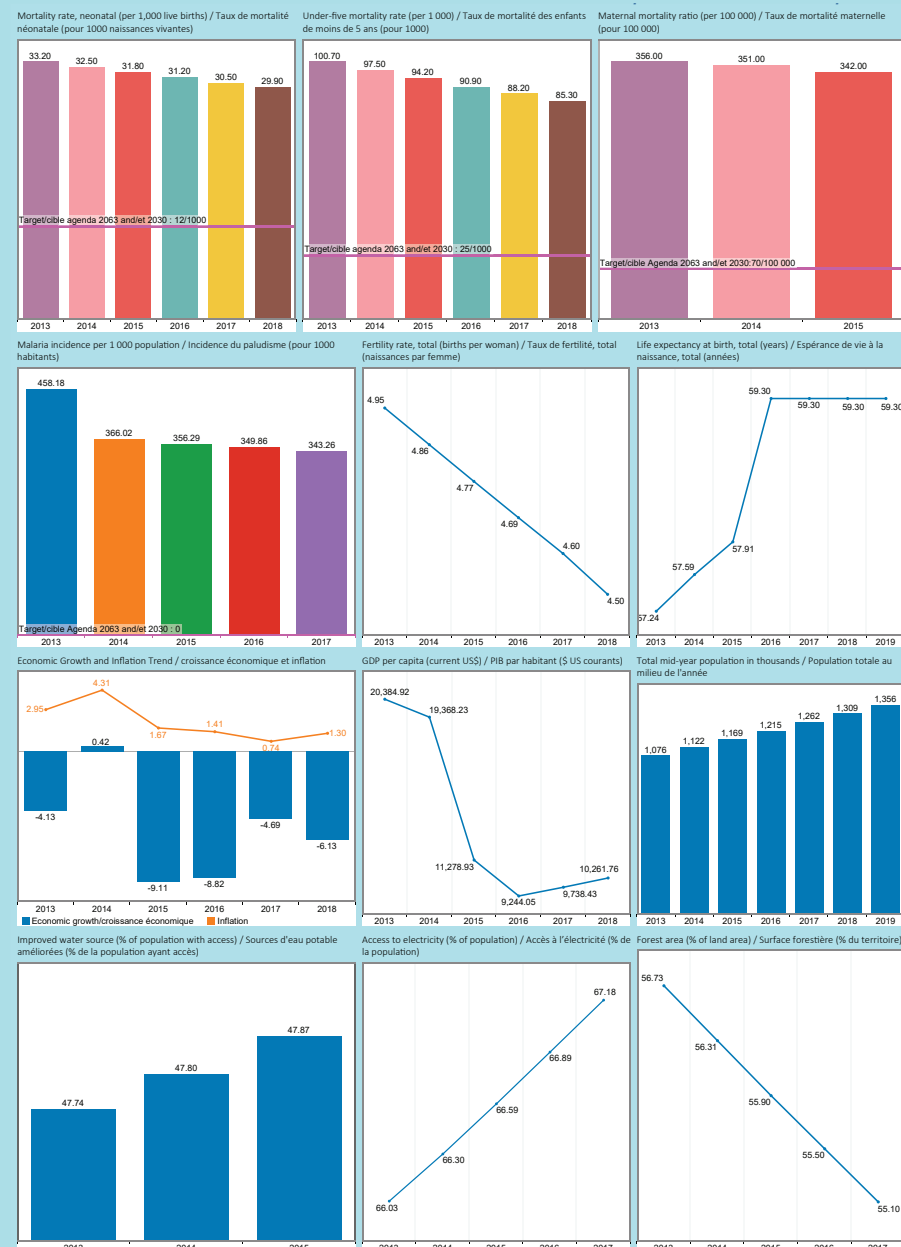 Mortality rate, neonatal (per 1,000 live births) / Taux de mortalité
néonatale (pour 1000 naissances vivantes)
33.20
32.50
31.80
31.20
30.50
29.90
Target/cible agenda 2063 and/et 2030 : 12/1000
2013 2014 2015 2016 2017 2018
Under-five mortality rate (per 1 000) / Taux de mortalité des enfants
de moins de 5 ans (pour 1000)
100.70
97.50
94.20
90.90
88.20
85.30
Target/cible agenda 2063 and/et 2030 : 25/1000
2013 2014 2015 2016 2017 2018
Maternal mortality ratio (per 100 000) / Taux de mortalité maternelle
(pour 100 000)
356.00
351.00
342.00
Target/cible Agenda 2063 and/et 2030:70/100 000
2013 2014 2015
Malaria incidence per 1 000 population / Incidence du paludisme (pour 1000
habitants)
458.18
366.02
356.29
349.86
343.26
Target/cible Agenda 2063 and/et 2030 : 0
2013 2014 2015 2016 2017
Fertility rate, total (births per woman) / Taux de fertilité, total
(naissances par femme)
4.95
4.86
4.77
4.69
4.60
4.50
2013 2014 2015 2016 2017 2018
Life expectancy at birth, total (years) / Espérance de vie à la
naissance, total (années)
57.24
57.59
57.91
59.30
59.30
59.30
59.30
2013 2014 2015 2016 2017 2018 2019
Economic Growth and Inflation Trend / croissance économique et inflation
2.95
4.31
1.67
1.41
0.74
1.30
-4.13
0.42
-9.11
-8.82
-4.69
-6.13
2013 2014 2015 2016 2017 2018
Economic growth/croissance économique Inflation
GDP per capita (current US$) / PIB par habitant ($ US courants)
20,384.92
19,368.23
11,278.93
9,244.05
9,738.43
10,261.76
2013 2014 2015 2016 2017 2018
Total mid-year population in thousands / Population totale au
milieu de l'année
1,076
1,122
1,169
1,215
1,262
1,309
1,356
2013 2014 2015 2016 2017 2018 2019
Improved water source (% of population with access) / Sources d'eau potable
améliorées (% de la population ayant accès)
47.74
47.80
47.87
2013 2014 2015
Access to electricity (% of population) / Accès à l'électricité (% de
la population)
66.03
66.30
66.59
66.89
67.18
2013 2014 2015 2016 2017
Forest area (% of land area) / Surface forestière (% du territoire)
56.73
56.31
55.90
55.50
55.10
2013 2014 2015 2016 2017